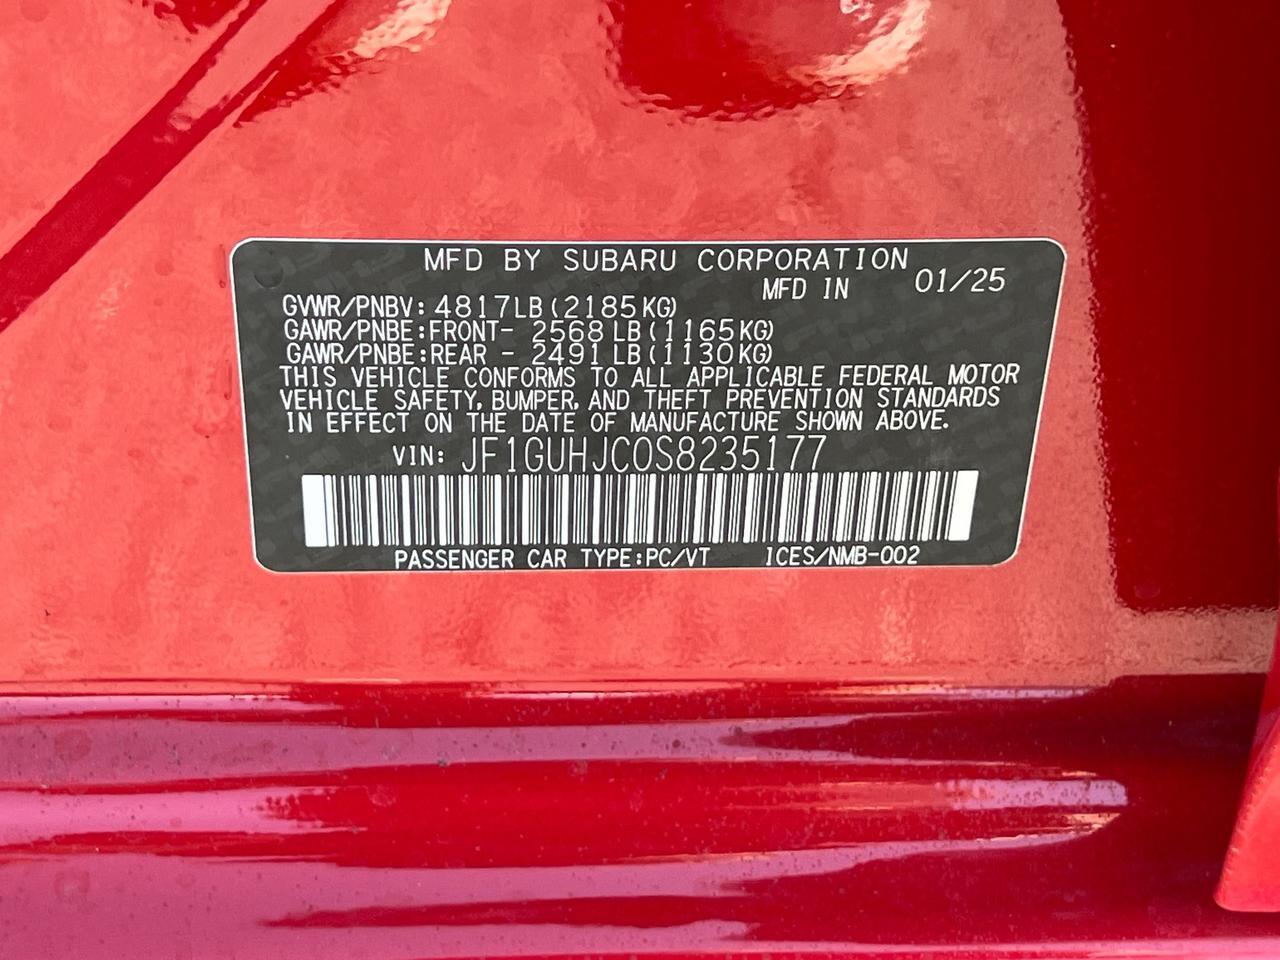 MFD BY SUBARU CORPORATION
MFD IN 01/25
GVWR/PNBV: 4817LB(2185KG)
GAWR/PNBE:FRONT- 2568 LB(1165KG)
GAWR/PNBE:REAR - 2491 LB(1130KG)
THIS VEHICLE CONFORMS TO ALL APPLICABLE FEDERAL MOTOR
VEHICLE SAFETY, BUMPER, AND THEFT PREVENTION STANDARDS
IN EFFECT ON THE DATE OF MANUFACTURE SHOWN ABOVE.
VIN: JF1GUHJC0S8235177
PASSENGER CAR TYPE:PC/VT ICES/NMB-002